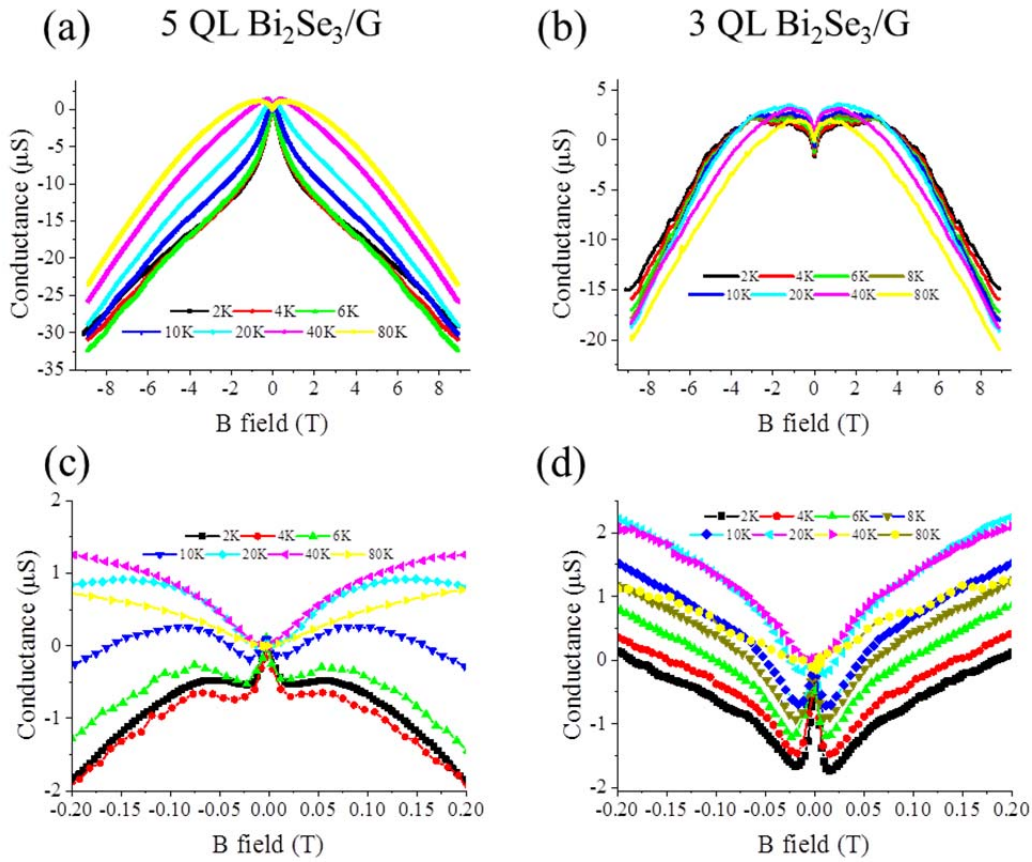 (a) 5 QL Bi₂Se₃/G
(b) 3 QL Bi₂Se₃/G
Conductance (µS)
0
-5
-10
-15
-20
-25
-30
-35
2K 4K 6K
10K 20K 40K 80K
-8 -6 -4 -2 0 2 4 6 8
B field (T)
Conductance (µS)
5
0
-5
-10
-15
-20
2K 4K 6K 8K
10K 20K 40K 80K
-8 -6 -4 -2 0 2 4 6 8
B field (T)
(c)
Conductance (µS)
2
1
0
-1
-2
2K 4K 6K
10K 20K 40K 80K
-0.20 -0.15 -0.10 -0.05 0.00 0.05 0.10 0.15 0.20
B field (T)
(d)
Conductance (µS)
2
1
0
-1
-2
2K 4K 6K 8K
10K 20K 40K 80K
-0.20 -0.15 -0.10 -0.05 0.00 0.05 0.10 0.15 0.20
B field (T)